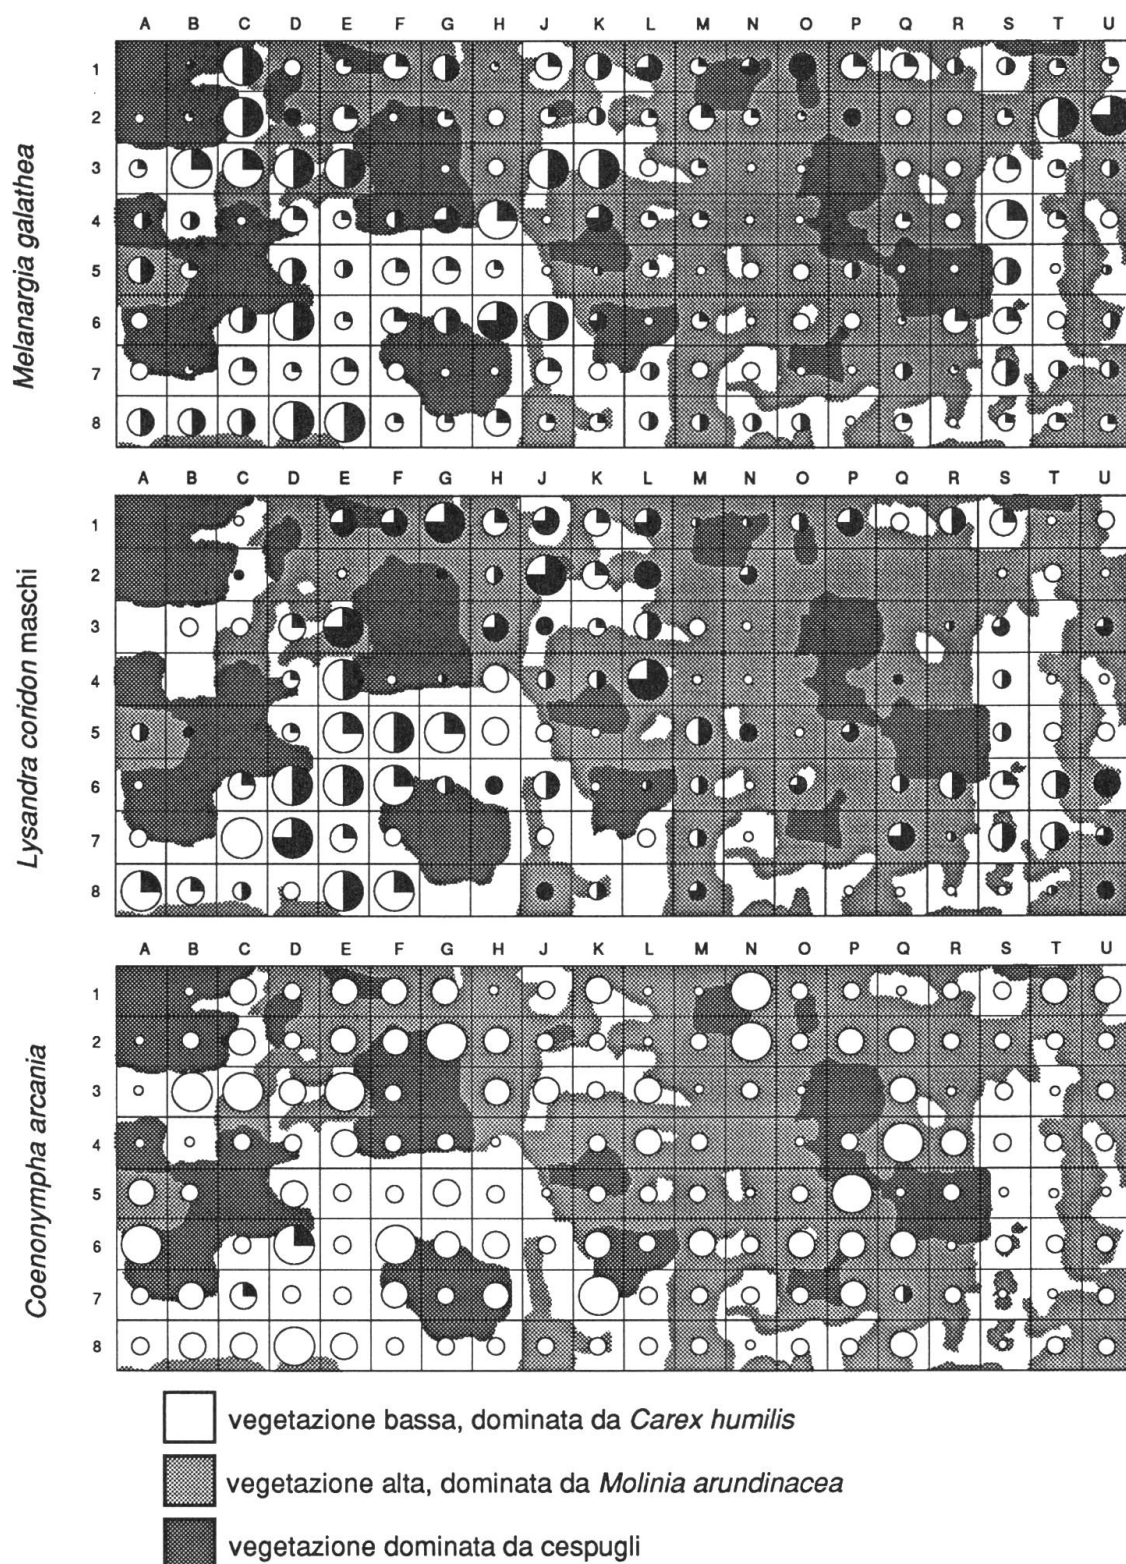 A B C D E F G H J K L M N O P Q R S T U
1
2
3
4
5
6
7
8
Melanargia galathea
A B C D E F G H J K L M N O P Q R S T U
1
2
3
4
5
6
7
8
Lysandra coridon maschi
A B C D E F G H J K L M N O P Q R S T U
1
2
3
4
5
6
7
8
Coenonympha arcania
vegetazione bassa, dominata da Carex humilis
vegetazione alta, dominata da Molinia arundinacea
vegetazione dominata da cespugli